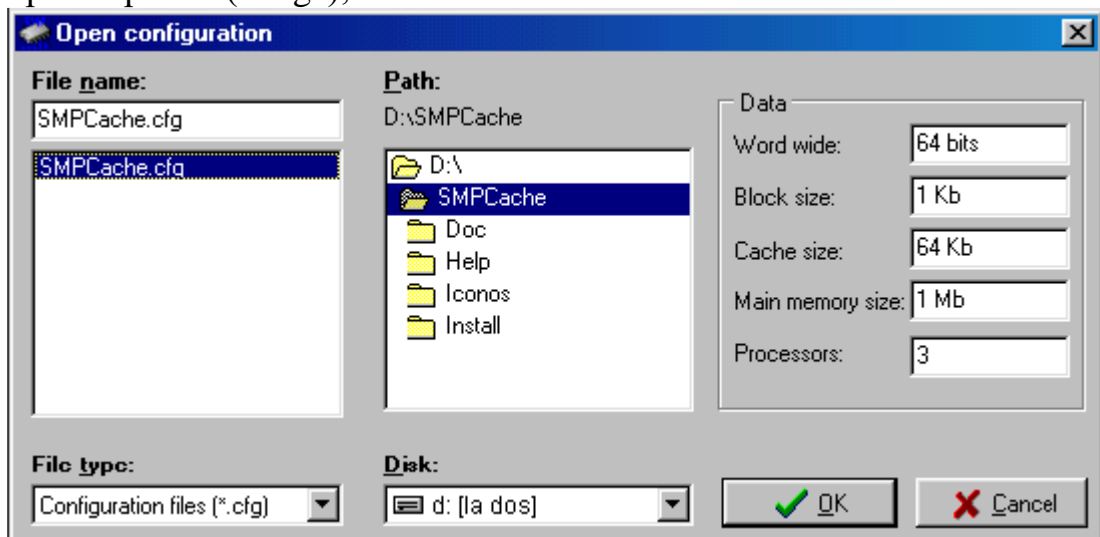 Open configuration
File name:
SMPCache.cfg
SMPCache.cfg
Path:
D:\SMPCache
D:\
SMPCache
Doc
Help
Iconos
Install
Data
Word wide: 64 bits
Block size: 1 Kb
Cache size: 64 Kb
Main memory size: 1 Mb
Processors: 3
File type:
Configuration files (*.cfg)
Disk:
d: [la dos]
OK
Cancel